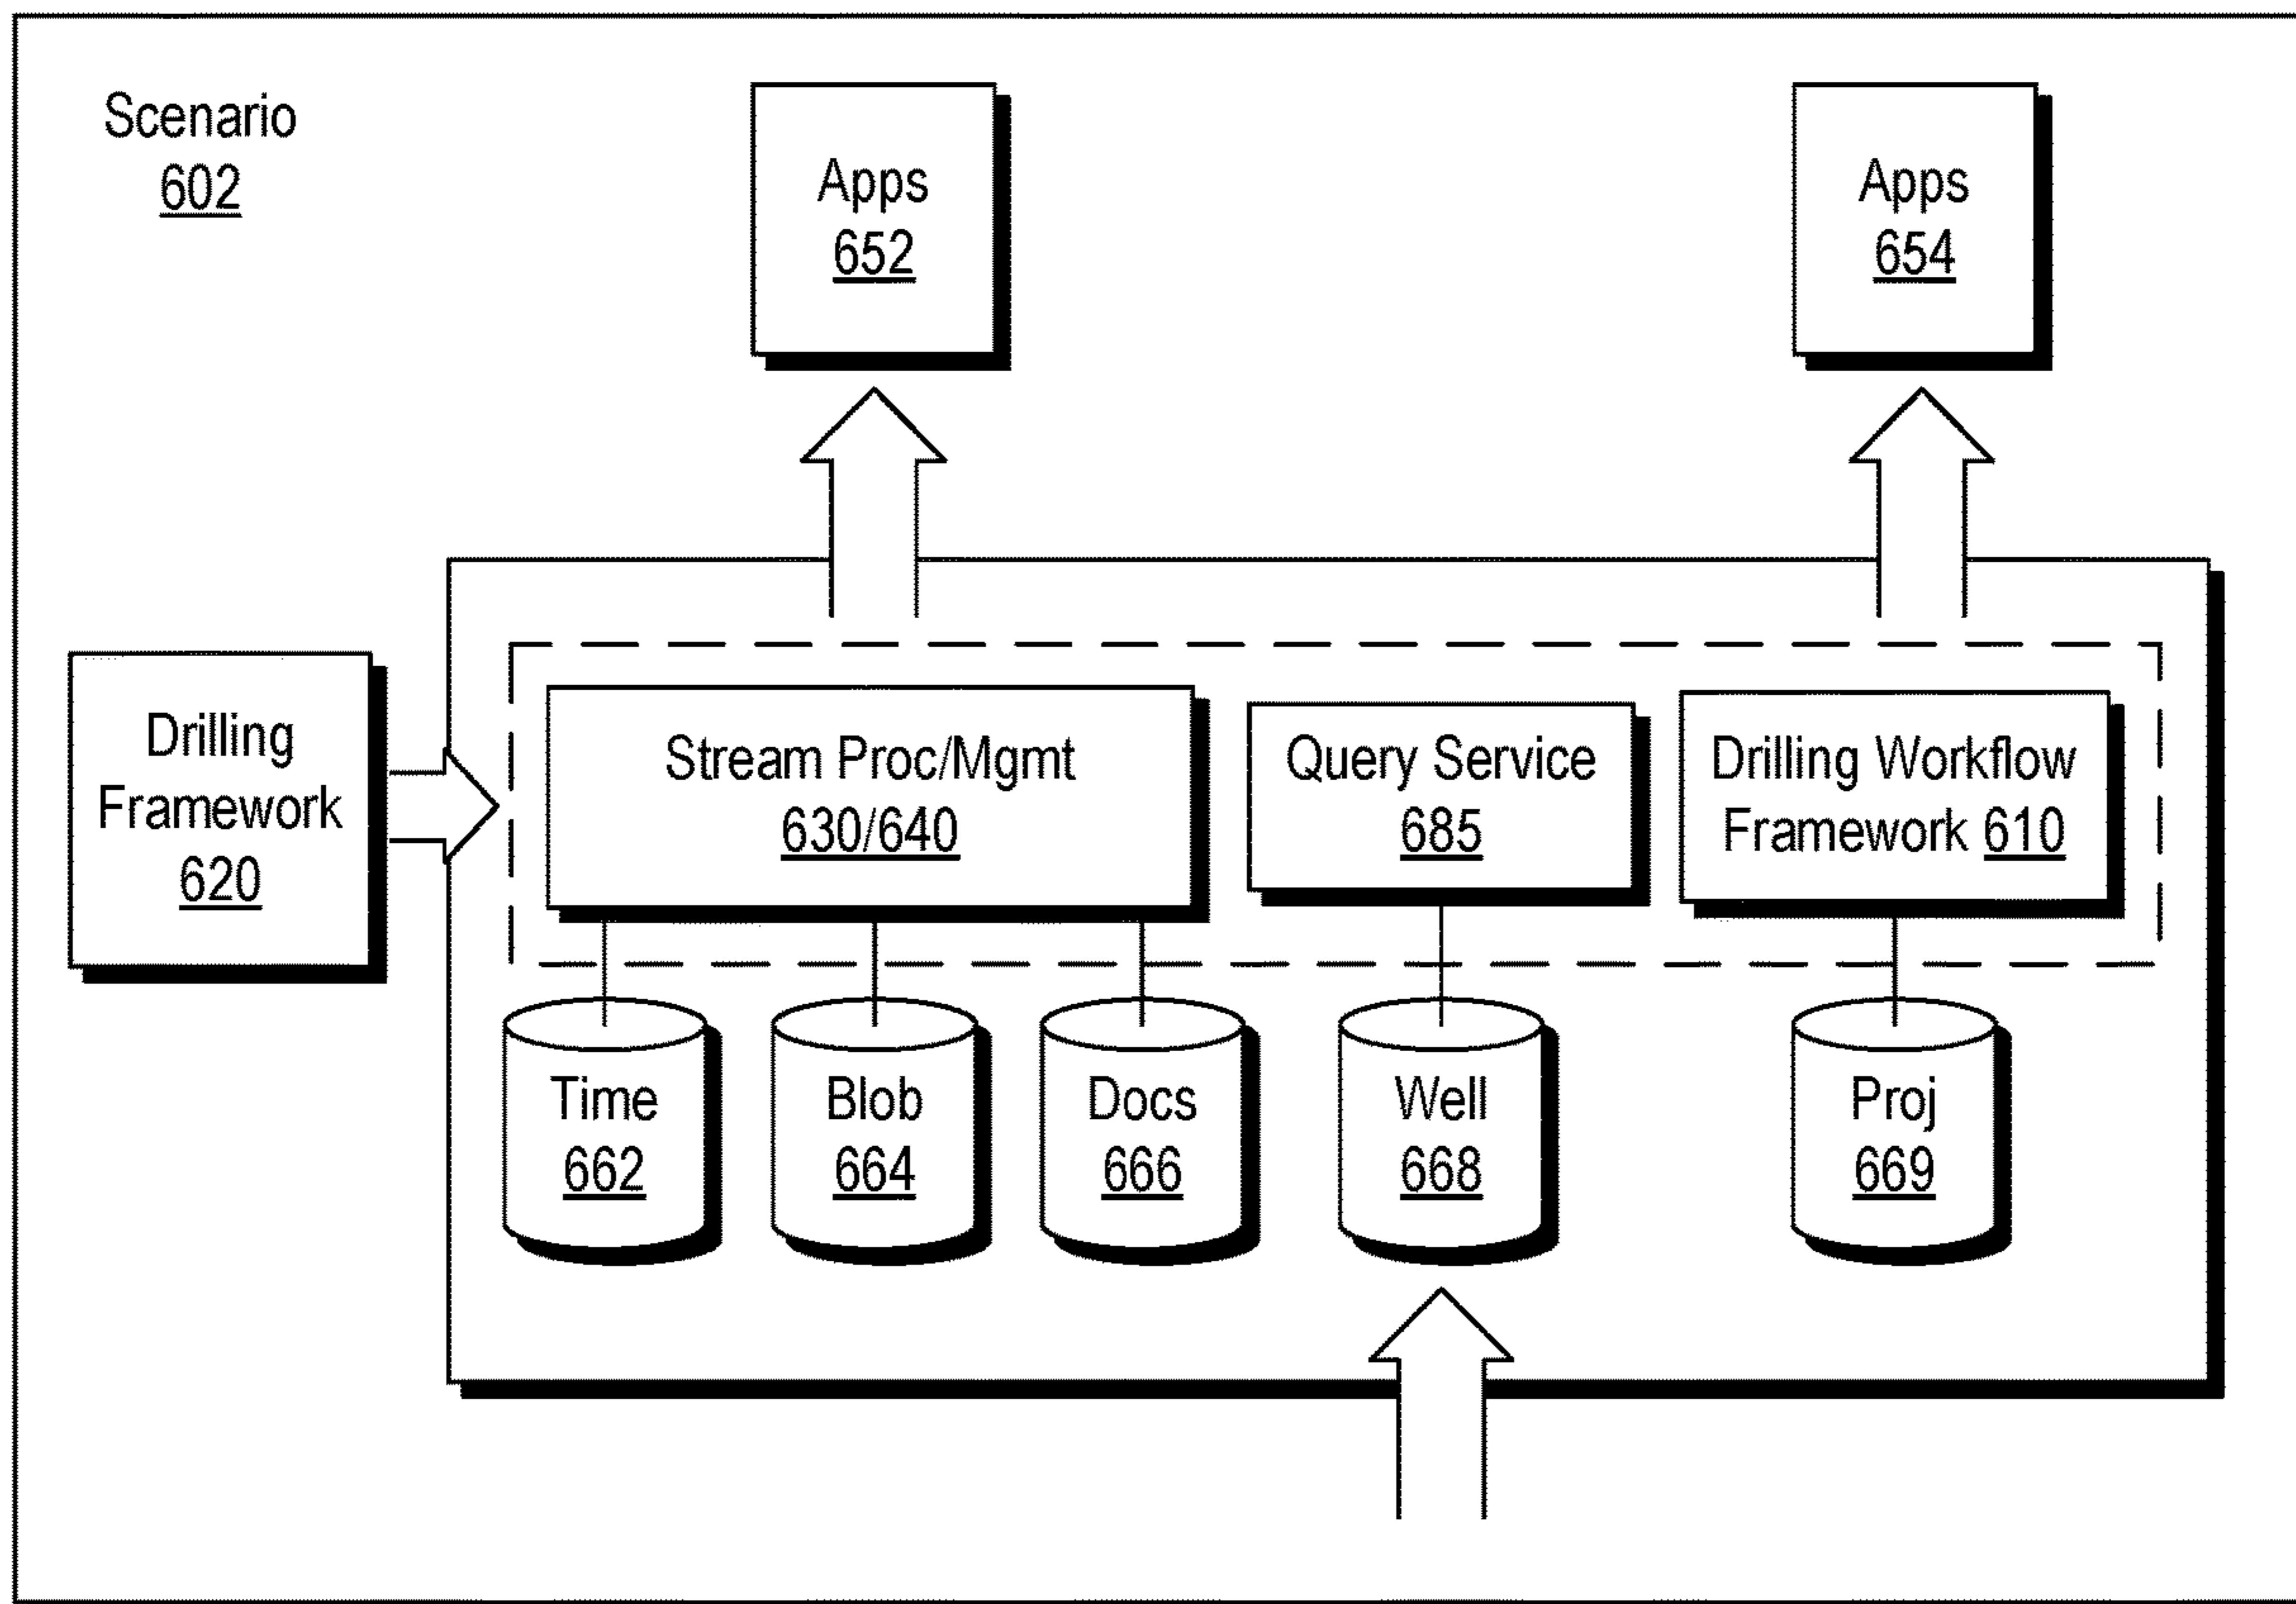 Scenario
602
Apps
652
Apps
654
Drilling
Framework
620
Stream Proc/Mgmt
630/640
Query Service
685
Drilling Workflow
Framework 610
Time
662
Blob
664
Docs
666
Well
668
Proj
669